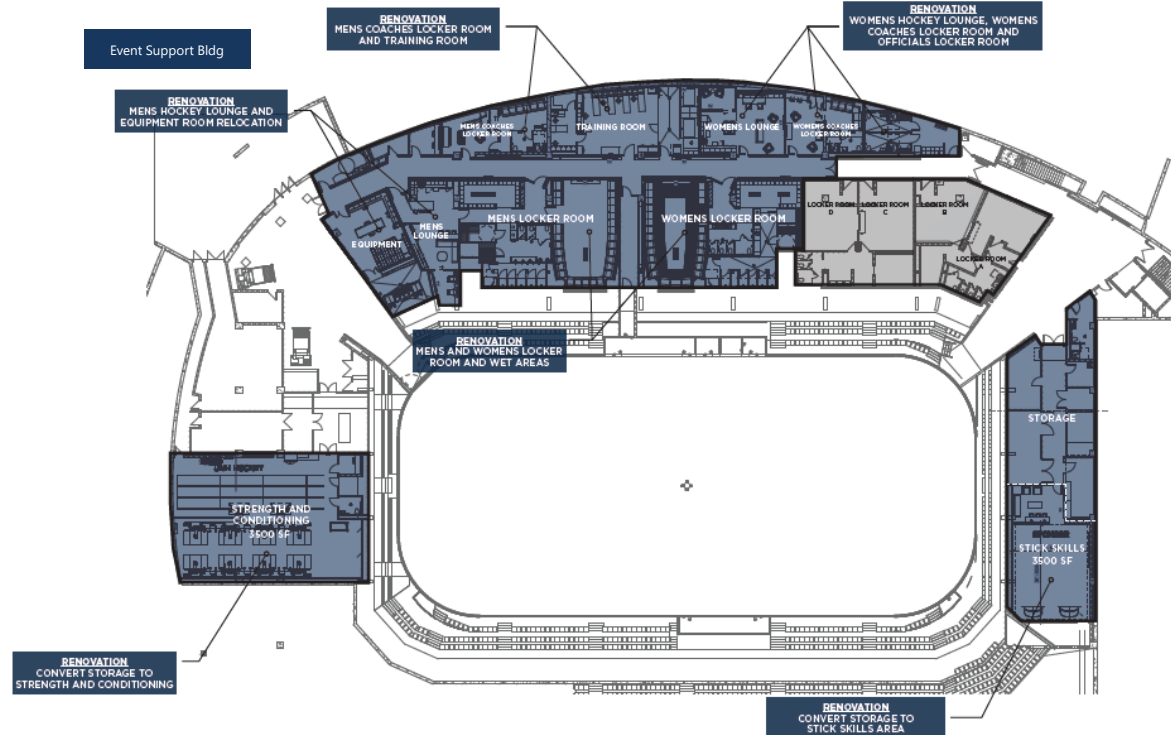 RENOVATION
MENS COACHES LOCKER ROOM
AND TRAINING ROOM
RENOVATION
WOMENS HOCKEY LOUNGE, WOMENS
COACHES LOCKER ROOM AND
OFFICIALS LOCKER ROOM
Event Support Bldg
RENOVATION
MENS HOCKEY LOUNGE AND
EQUIPMENT ROOM RELOCATION
MENS COACHES
LOCKER ROOM
TRAINING ROOM
WOMENS LOUNGE
WOMENS COACHES
LOCKER ROOM
EQUIPMENT
MENS
LOUNGE
MENS LOCKER ROOM
WOMENS LOCKER ROOM
LOCKER ROOM
D
LOCKER ROOM
C
LOCKER ROOM
B
LOCKER ROOM
A
RENOVATION
MENS AND WOMENS LOCKER
ROOM AND WET AREAS
STORAGE
HOCKEY
STRENGTH AND
CONDITIONING
3500 SF
STICK SKILLS
3500 SF
RENOVATION
CONVERT STORAGE TO
STRENGTH AND CONDITIONING
RENOVATION
CONVERT STORAGE TO
STICK SKILLS AREA